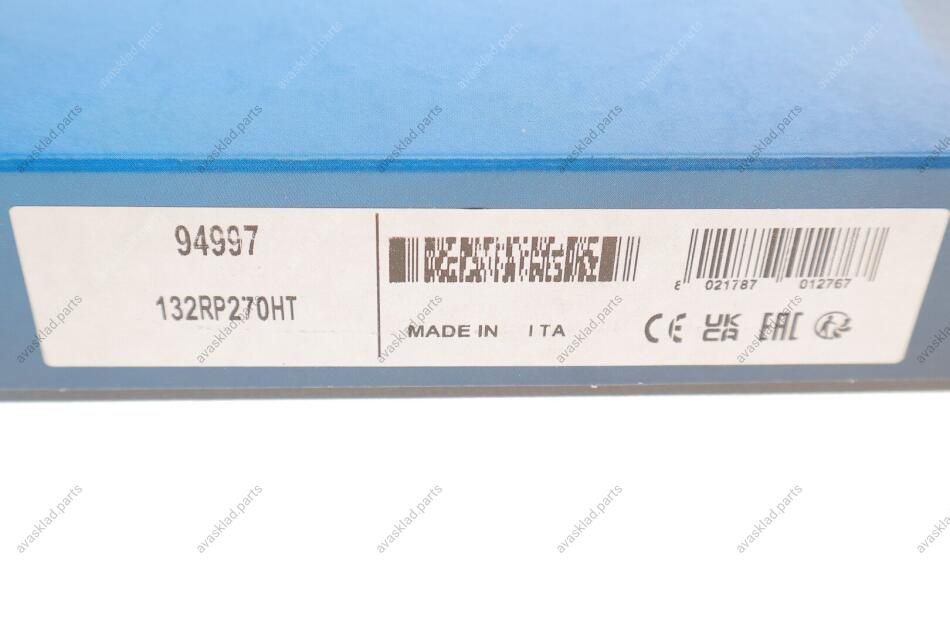 94997
132RP270HT
MADE IN ITA
8 021787 012767
CE UK CA EAC
avasklad.parts